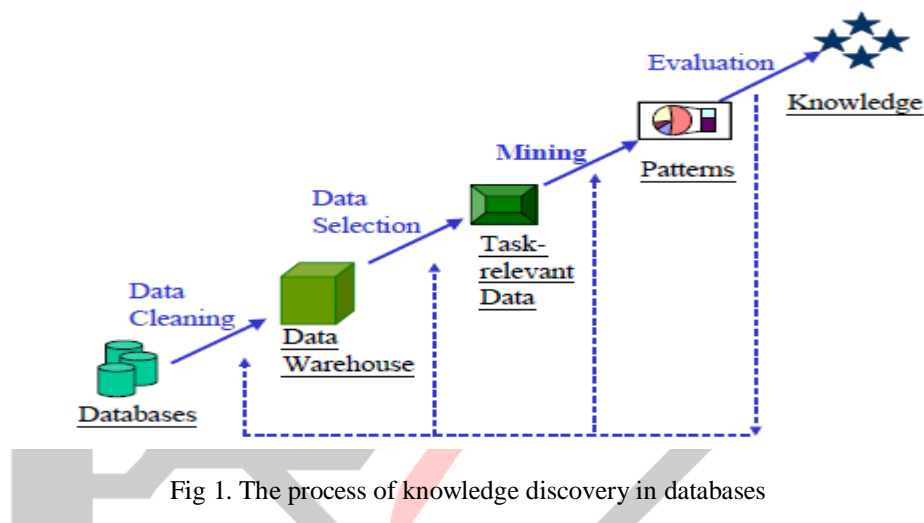 Evaluation
Knowledge
Mining
Patterns
Data
Selection
Task-
relevant
Data
Data
Cleaning
Data
Warehouse
Databases
Fig 1. The process of knowledge discovery in databases